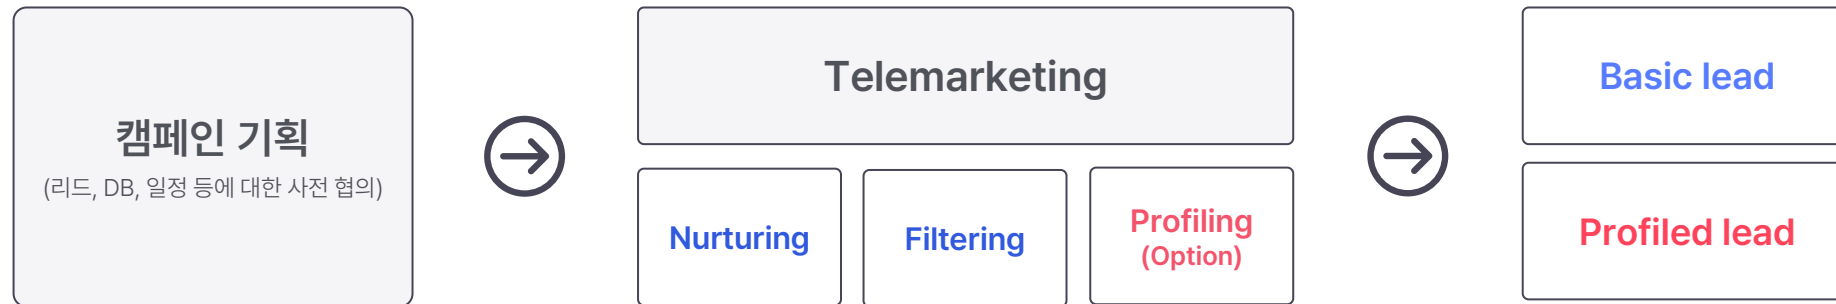 캠페인 기획
(리드, DB, 일정 등에 대한 사전 협의)
Telemarketing
Nurturing
Filtering
Profiling
(Option)
Basic lead
Profiled lead